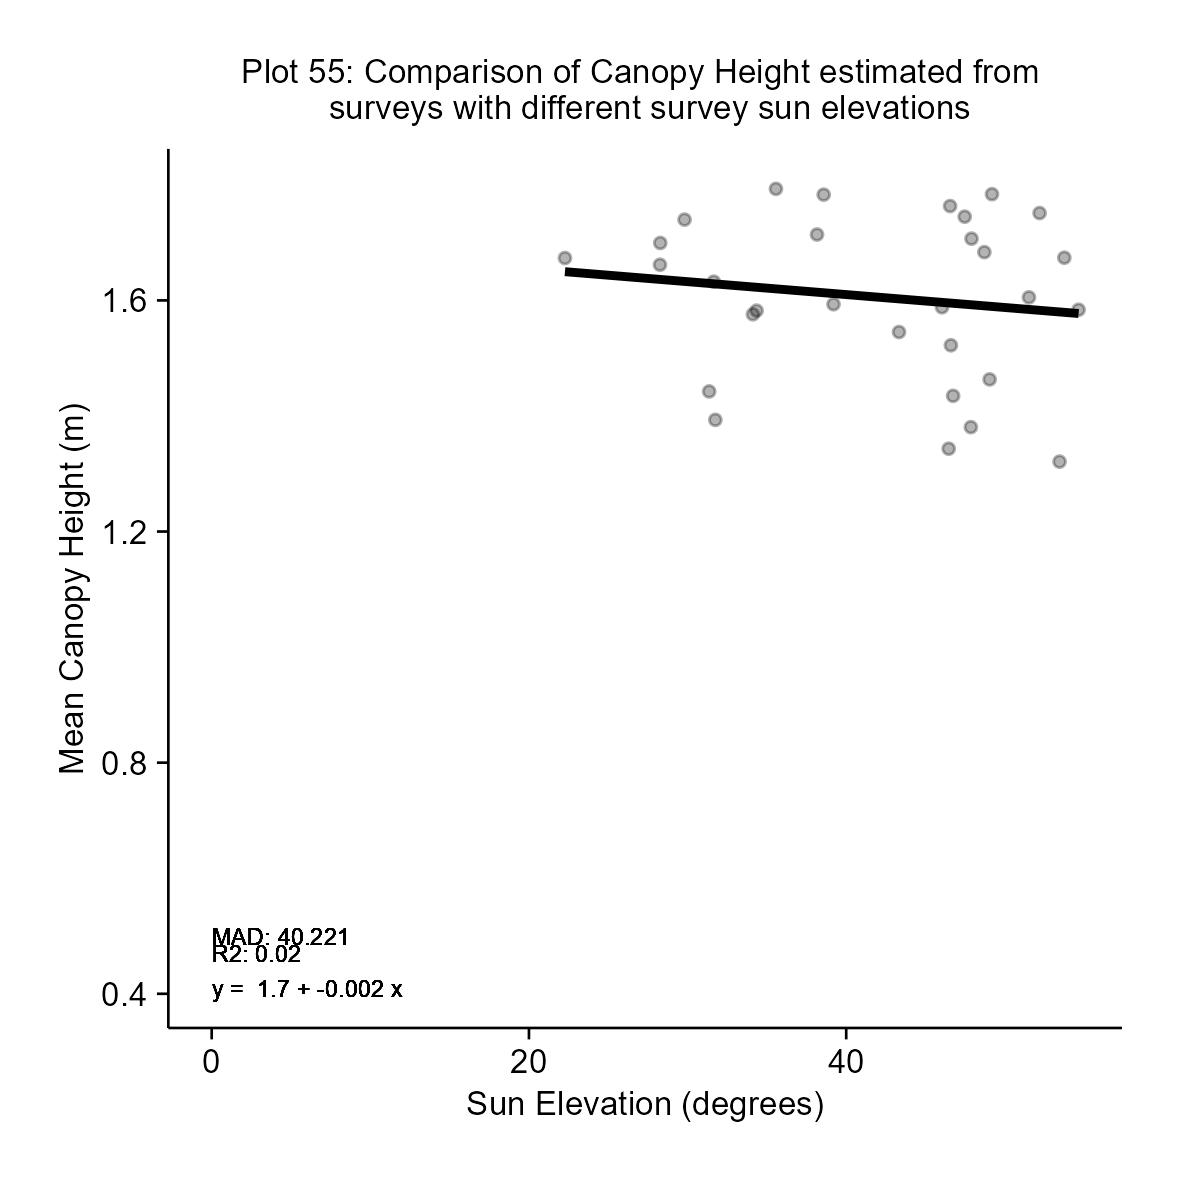 Plot 55: Comparison of Canopy Height estimated from
surveys with different survey sun elevations
Mean Canopy Height (m)
1.6
1.2
0.8
0.4
MAD: 40.221
R2: 0.02
y =  1.7 + -0.002 x
0
20
40
Sun Elevation (degrees)